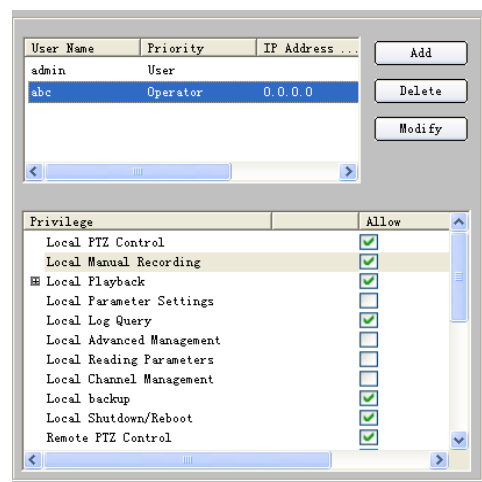 User Name Priority IP Address ...
Add
admin User
abc Operator 0.0.0.0
Delete
Modify
Privilege Allow
Local PTZ Control
Local Manual Recording
Local Playback
Local Parameter Settings
Local Log Query
Local Advanced Management
Local Reading Parameters
Local Channel Management
Local backup
Local Shutdown/Reboot
Remote PTZ Control